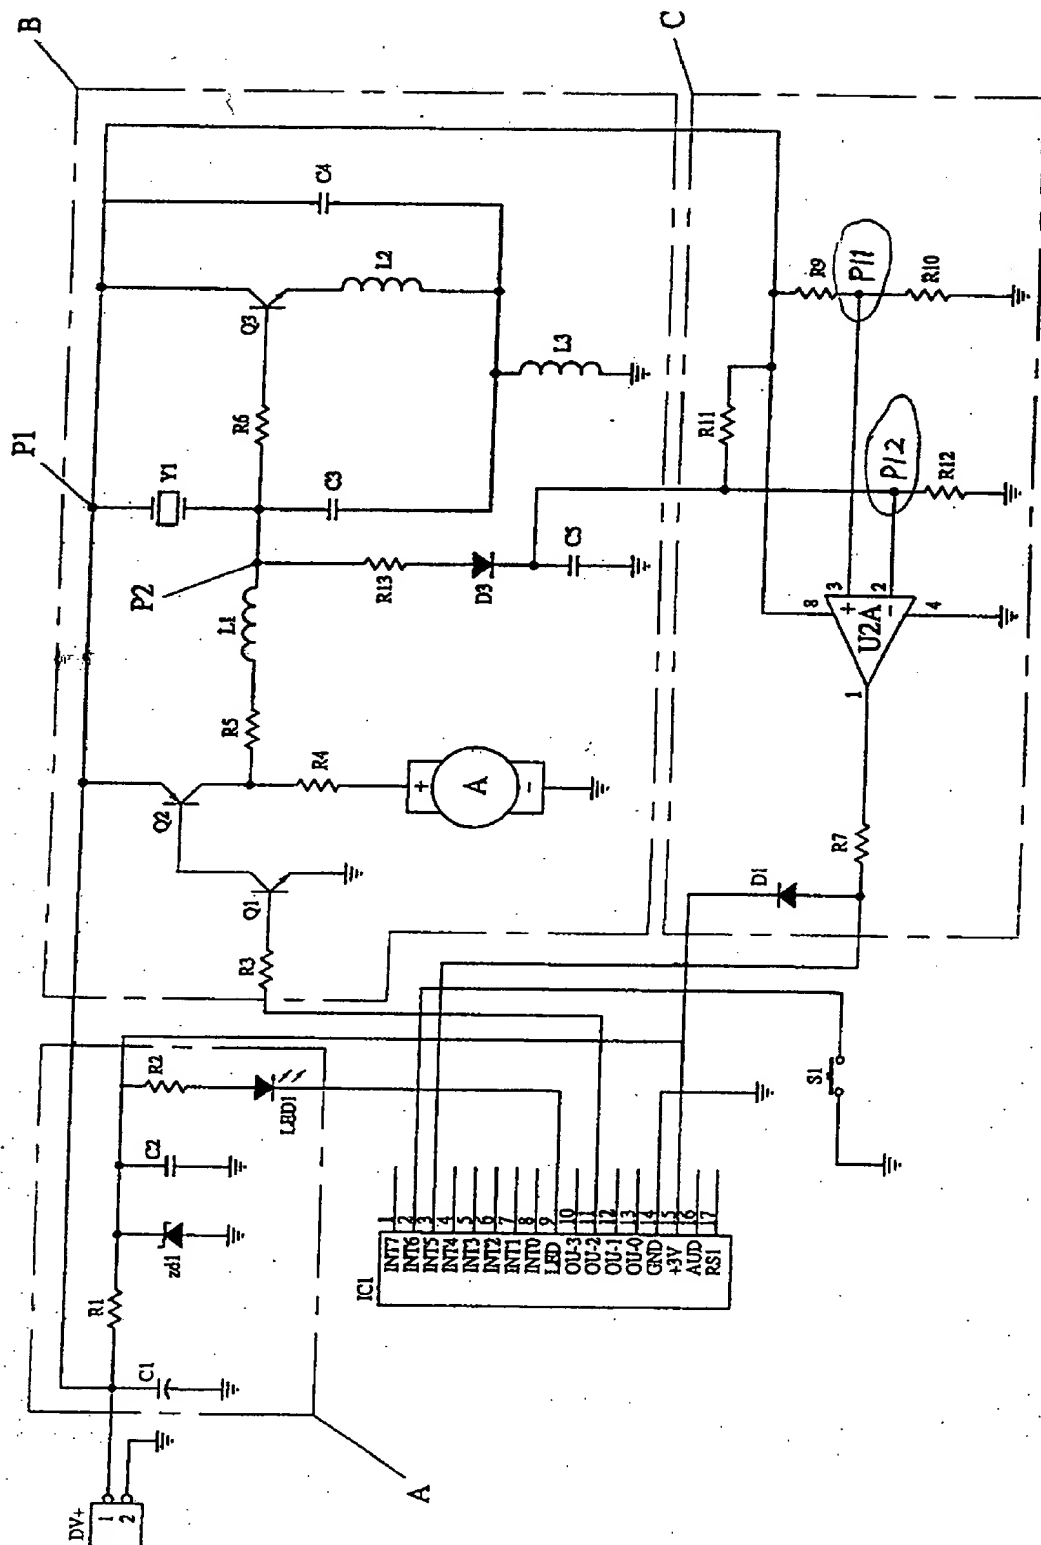 B
C
P1
P2
C4
L2
Q3
L3
R6
Y1
C3
R13
D3
C5
L1
R5
R4
+
A
-
Q2
Q1
R3
R9
P11
R10
R11
P12
R12
8
3
+
2
-
U2A
4
1
R7
D1
R2
LED1
C2
zd1
R1
C1
DV+
1
2
A
S1
IC1
1 INT7
2 INT6
3 INT5
4 INT4
5 INT3
6 INT2
7 INT1
8 INT0
9 LED
10 OU-3
11 OU-2
12 OU-1
13 OU-0
14 GND
15 +3V
16 AUD
17 RS1